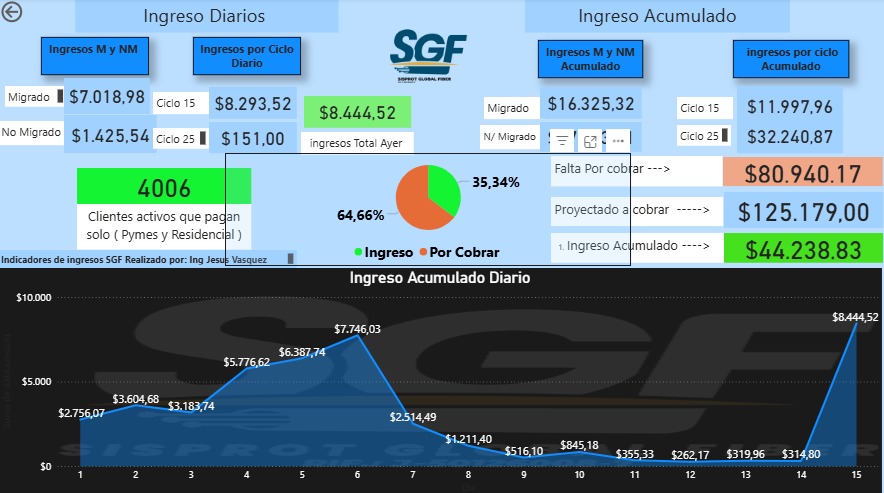 Ingreso Diarios
Ingreso Acumulado
Ingresos M y NM
Ingresos por Ciclo
Diario
SGF
SISPROT GLOBAL FIBER
Ingresos M y NM
Acumulado
ingresos por ciclo
Acumulado
Migrado
$7.018,98
Ciclo 15
$8.293,52
No Migrado
$1.425,54
Ciclo 25
$151,00
$8.444,52
ingresos Total Ayer
Migrado
$16.325,32
Ciclo 15
$11.997,96
N/ Migrado
Ciclo 25
$32.240,87
4006
Clientes activos que pagan
solo ( Pymes y Residencial )
35,34%
64,66%
Ingreso
Por Cobrar
Falta Por cobrar --->
$80.940.17
Proyectado a cobrar ----->
$125.179,00
1. Ingreso Acumulado ---->
$44.238.83
Indicadores de ingresos SGF Realizado por: Ing Jesus Vasquez
Ingreso Acumulado Diario
$10.000
$5.000
$0
$2.756,07
$3.604,68
$3.183,74
$5.776,62
$6.387,74
$7.746,03
$2.514,49
$1.211,40
$516,10
$845,18
$355,33
$262,17
$319,96
$314,80
$8.444,52
SGF
SISPROT GLOBAL FIBER
1 2 3 4 5 6 7 8 9 10 11 12 13 14 15